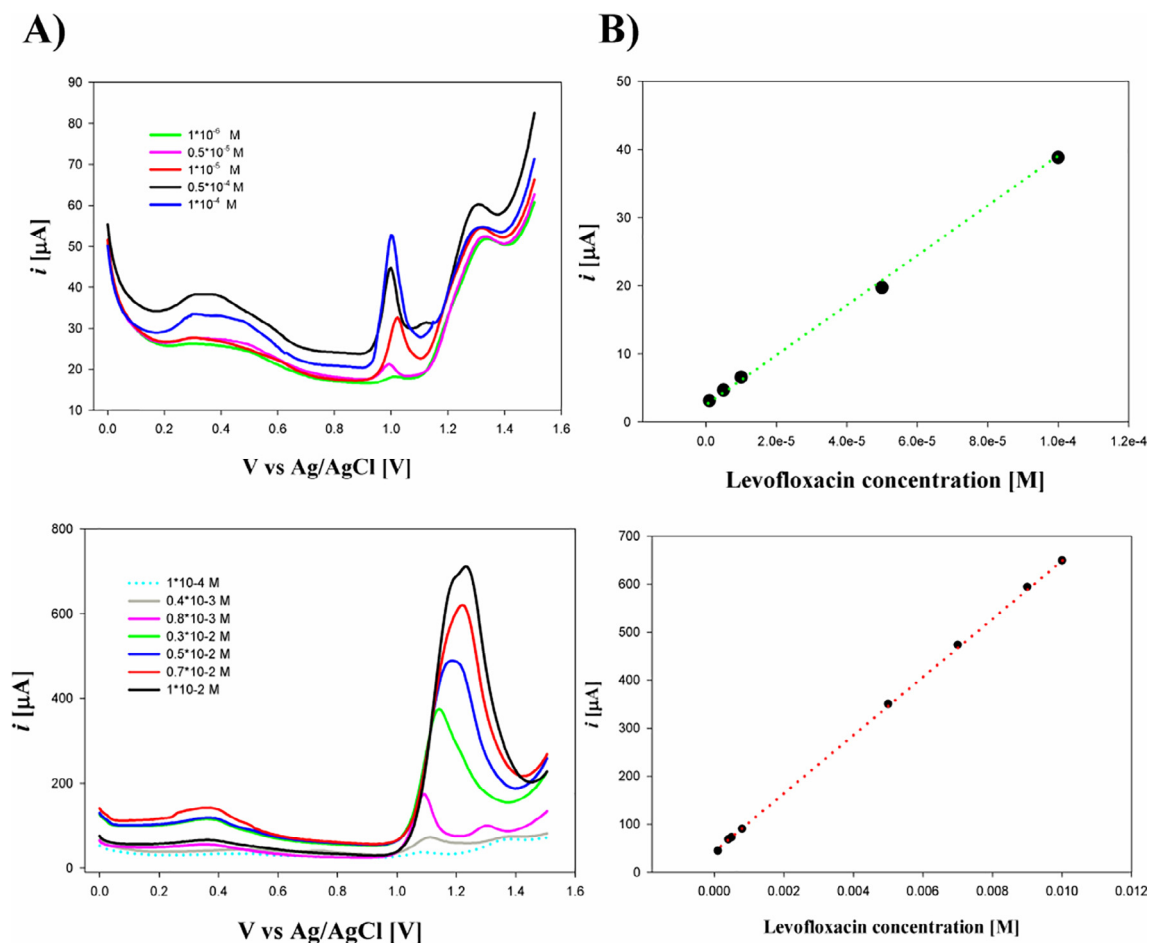 A)
B)
90
80
70
60
50
40
30
20
10
i [µA]
1*10⁻⁶ M
0.5*10⁻⁵ M
1*10⁻⁵ M
0.5*10⁻⁴ M
1*10⁻⁴ M
0.0 0.2 0.4 0.6 0.8 1.0 1.2 1.4 1.6
V vs Ag/AgCl [V]
50
40
30
20
10
0
i [µA]
0.0 2.0e-5 4.0e-5 6.0e-5 8.0e-5 1.0e-4 1.2e-4
Levofloxacin concentration [M]
800
600
400
200
0
i [µA]
1*10-4 M
0.4*10-3 M
0.8*10-3 M
0.3*10-2 M
0.5*10-2 M
0.7*10-2 M
1*10-2 M
0.0 0.2 0.4 0.6 0.8 1.0 1.2 1.4 1.6
V vs Ag/AgCl [V]
700
600
500
400
300
200
100
0
i [µA]
0.000 0.002 0.004 0.006 0.008 0.010 0.012
Levofloxacin concentration [M]